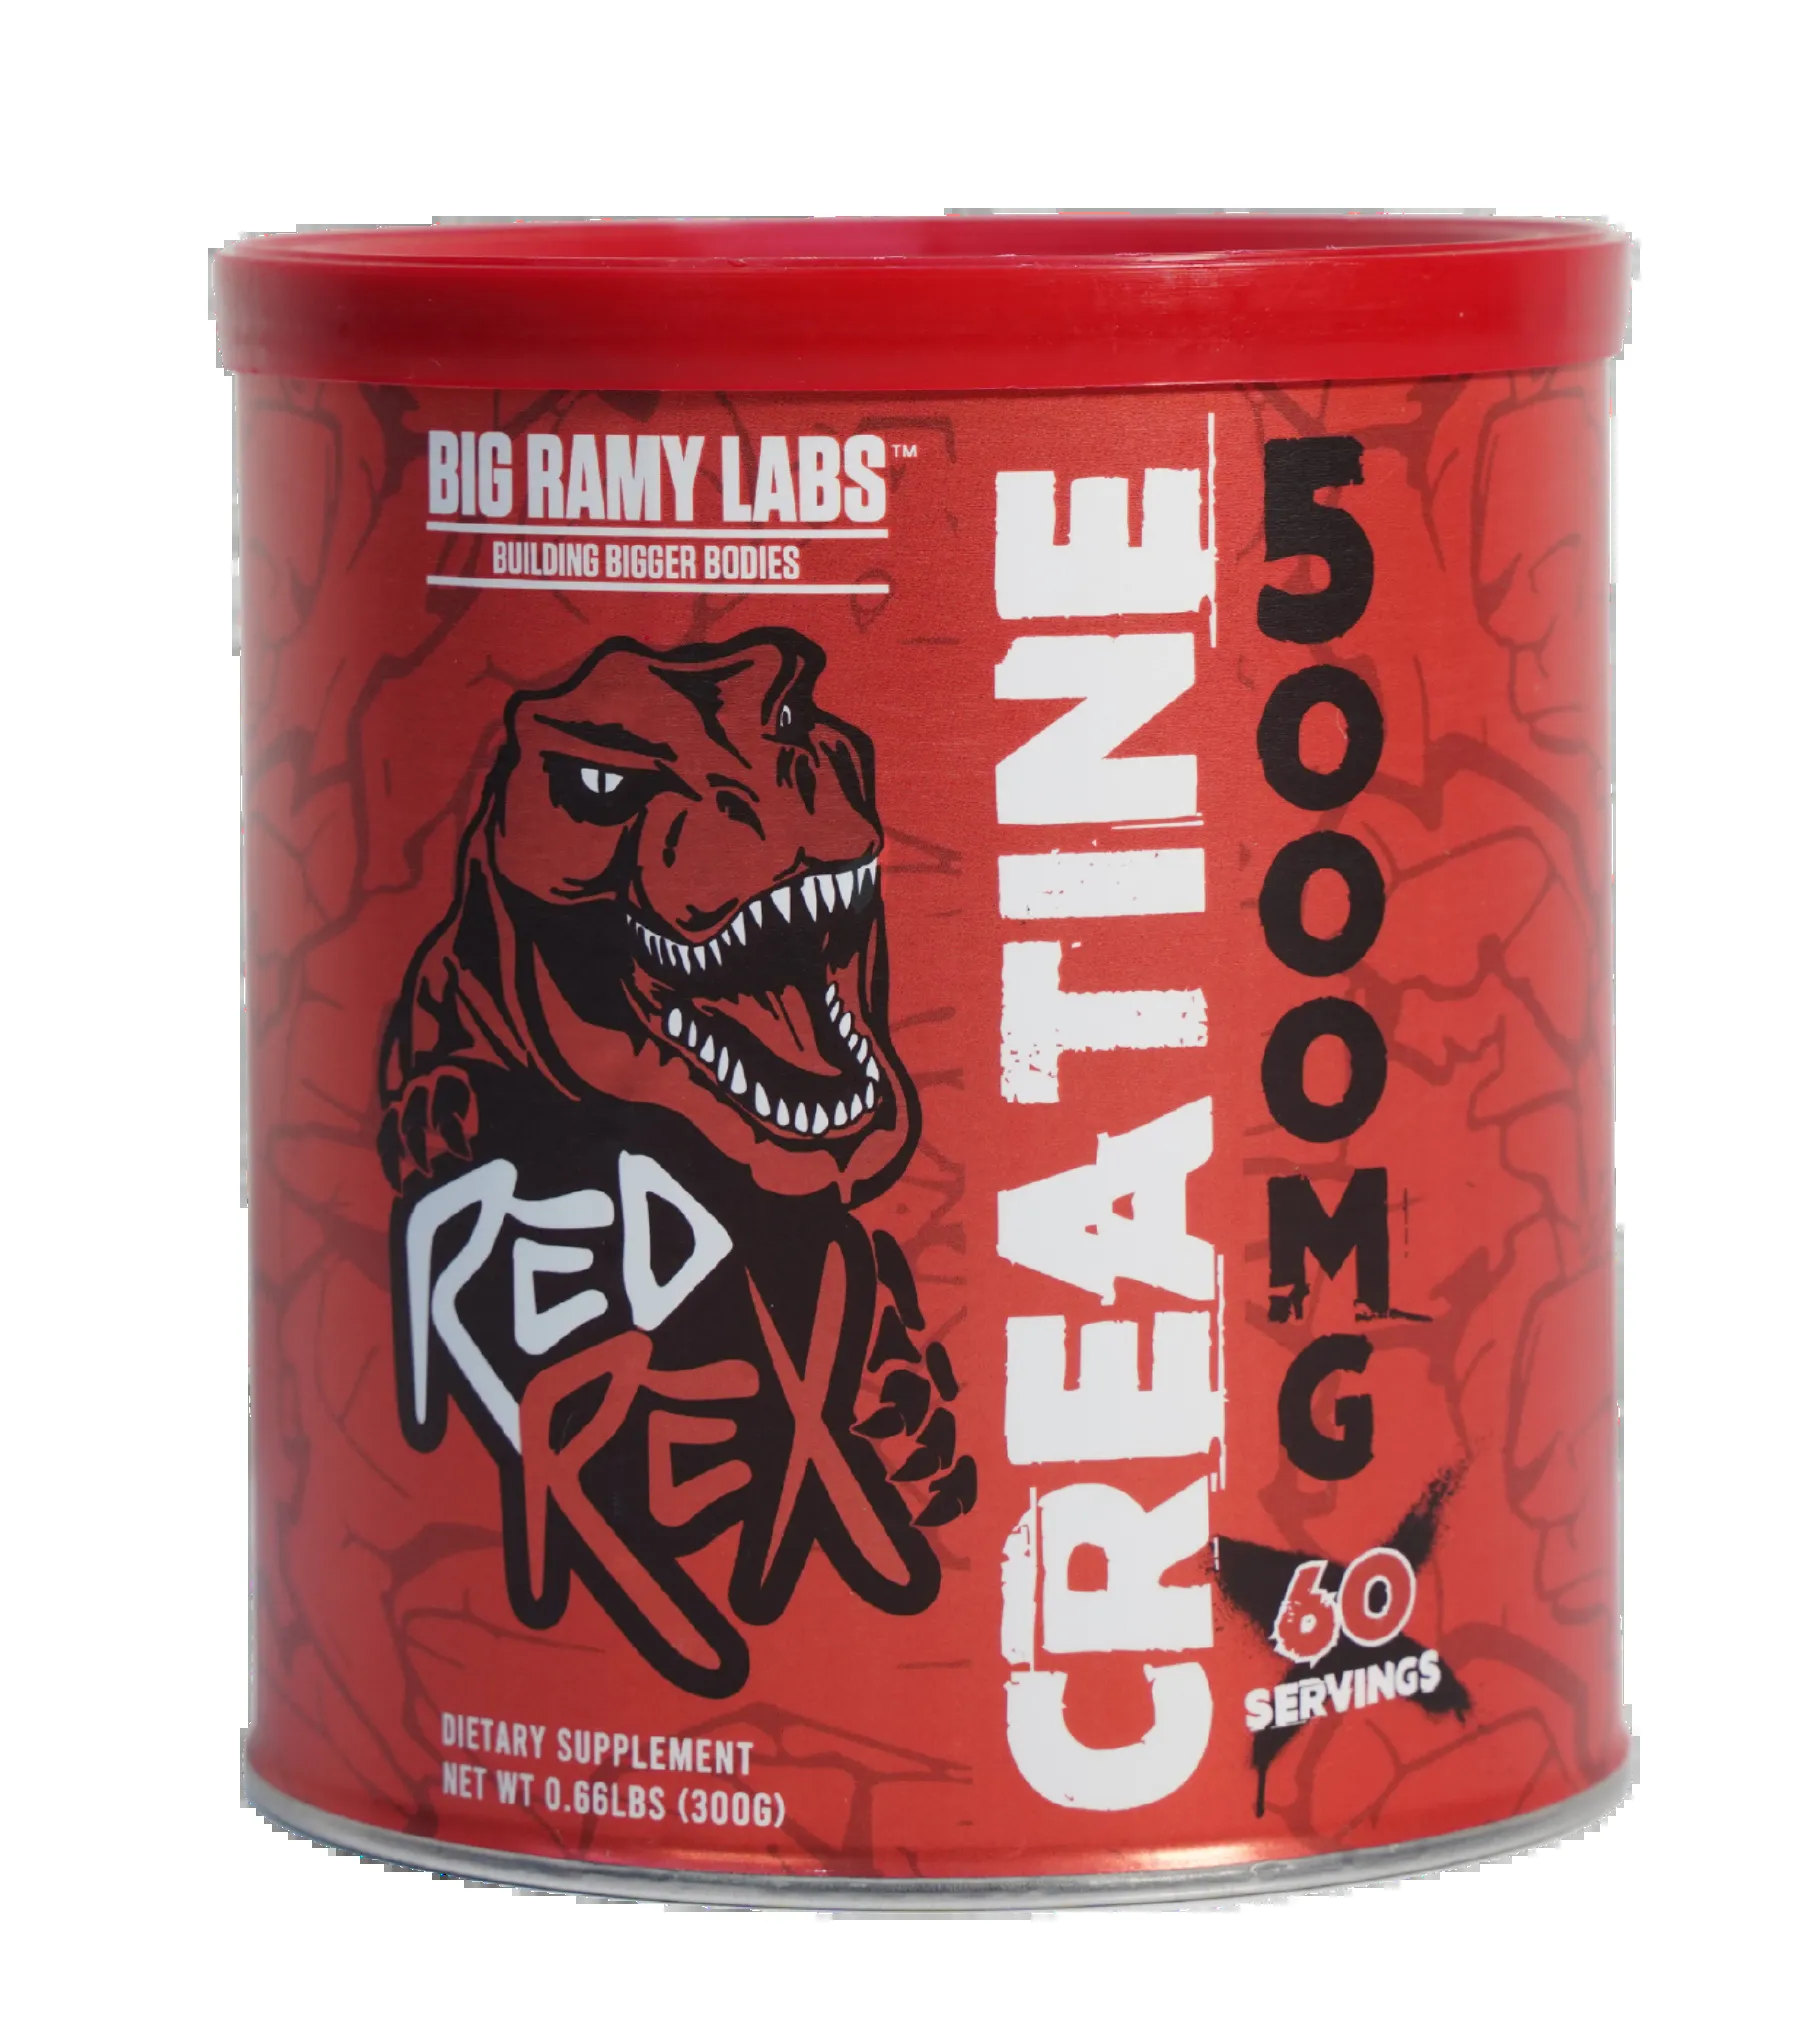 BIG RAMY LABS™
BUILDING BIGGER BODIES
RED
REX
DIETARY SUPPLEMENT
NET WT 0.66LBS (300G)
CREATINE
5000MG
60
SERVINGS